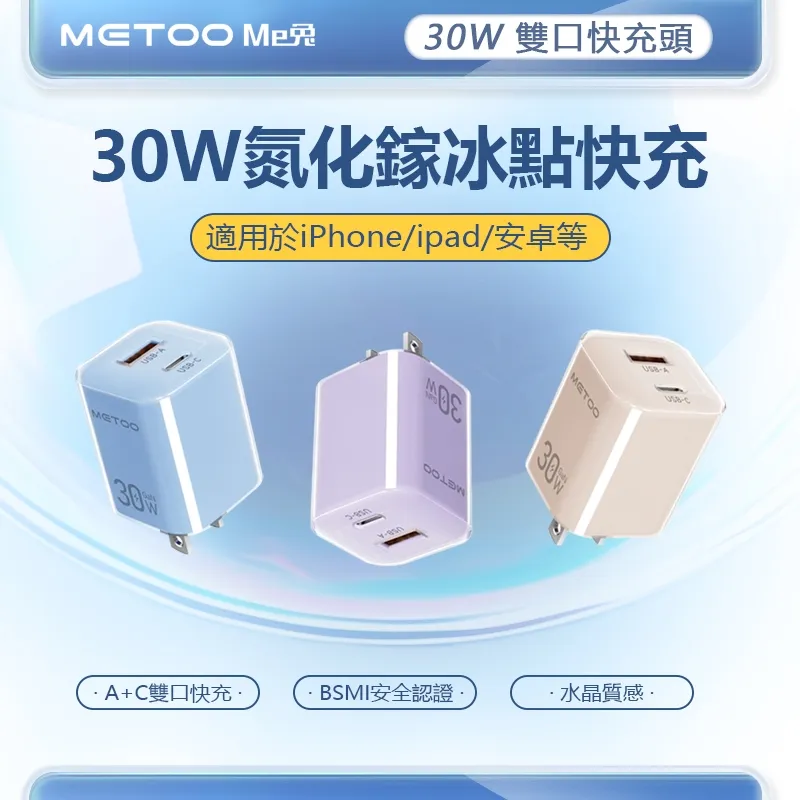 METOO Me兔
30W 雙口快充頭
30W氮化鎵冰點快充
適用於iPhone/ipad/安卓等
USB-A
USB-C
METOO
30W
GaN
30W
METOO
USB-C
USB-A
USB-A
USB-C
METOO
30W
· A+C雙口快充 ·
· BSMI安全認證 ·
· 水晶質感 ·